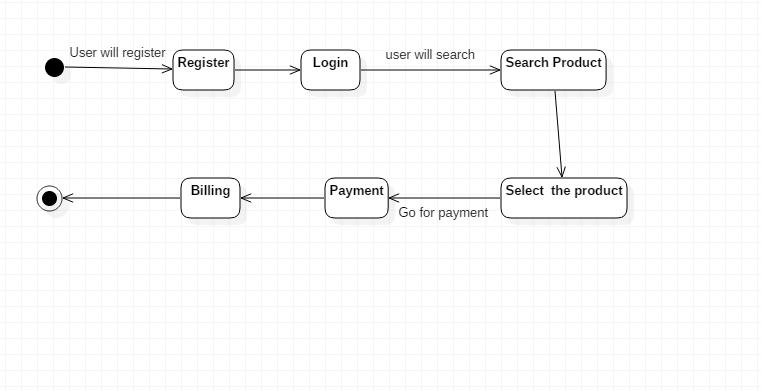 User will register
Register
Login
user will search
Search Product
Select  the product
Go for payment
Payment
Billing